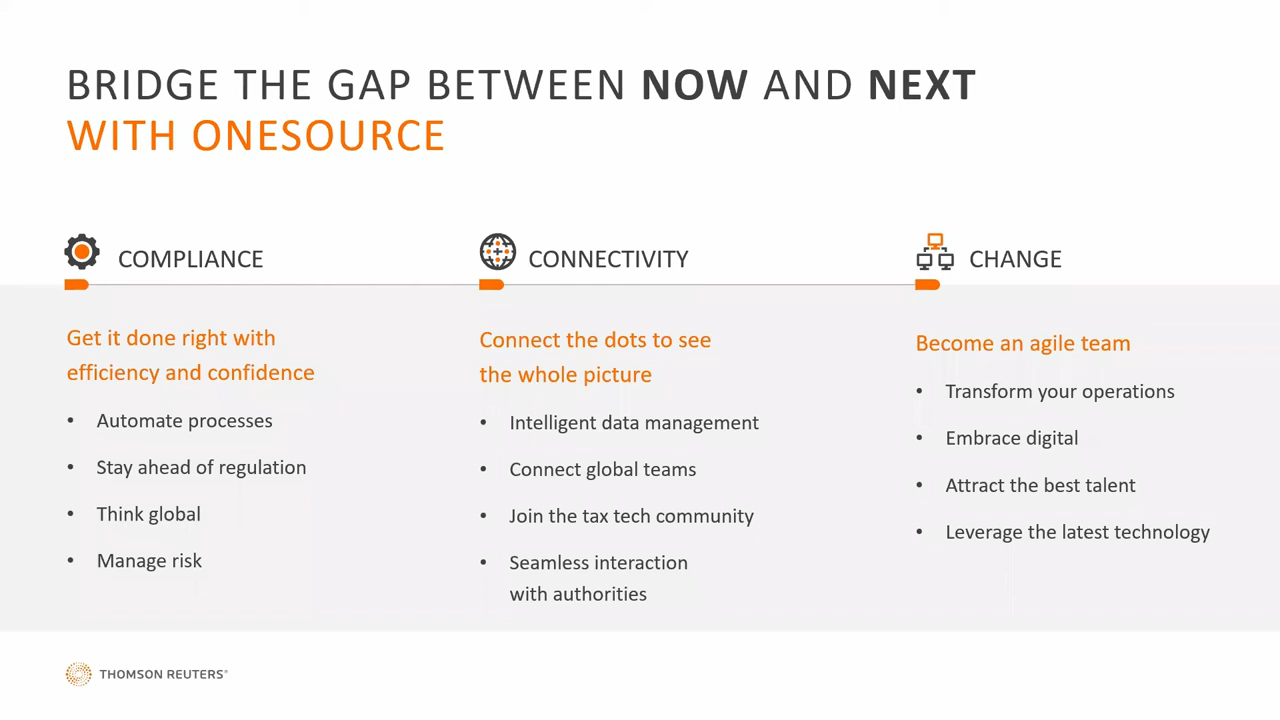 BRIDGE THE GAP BETWEEN NOW AND NEXT
WITH ONESOURCE
COMPLIANCE
Get it done right with
efficiency and confidence
• Automate processes
• Stay ahead of regulation
• Think global
• Manage risk
CONNECTIVITY
Connect the dots to see
the whole picture
• Intelligent data management
• Connect global teams
• Join the tax tech community
• Seamless interaction
with authorities
CHANGE
Become an agile team
• Transform your operations
• Embrace digital
• Attract the best talent
• Leverage the latest technology
THOMSON REUTERS®